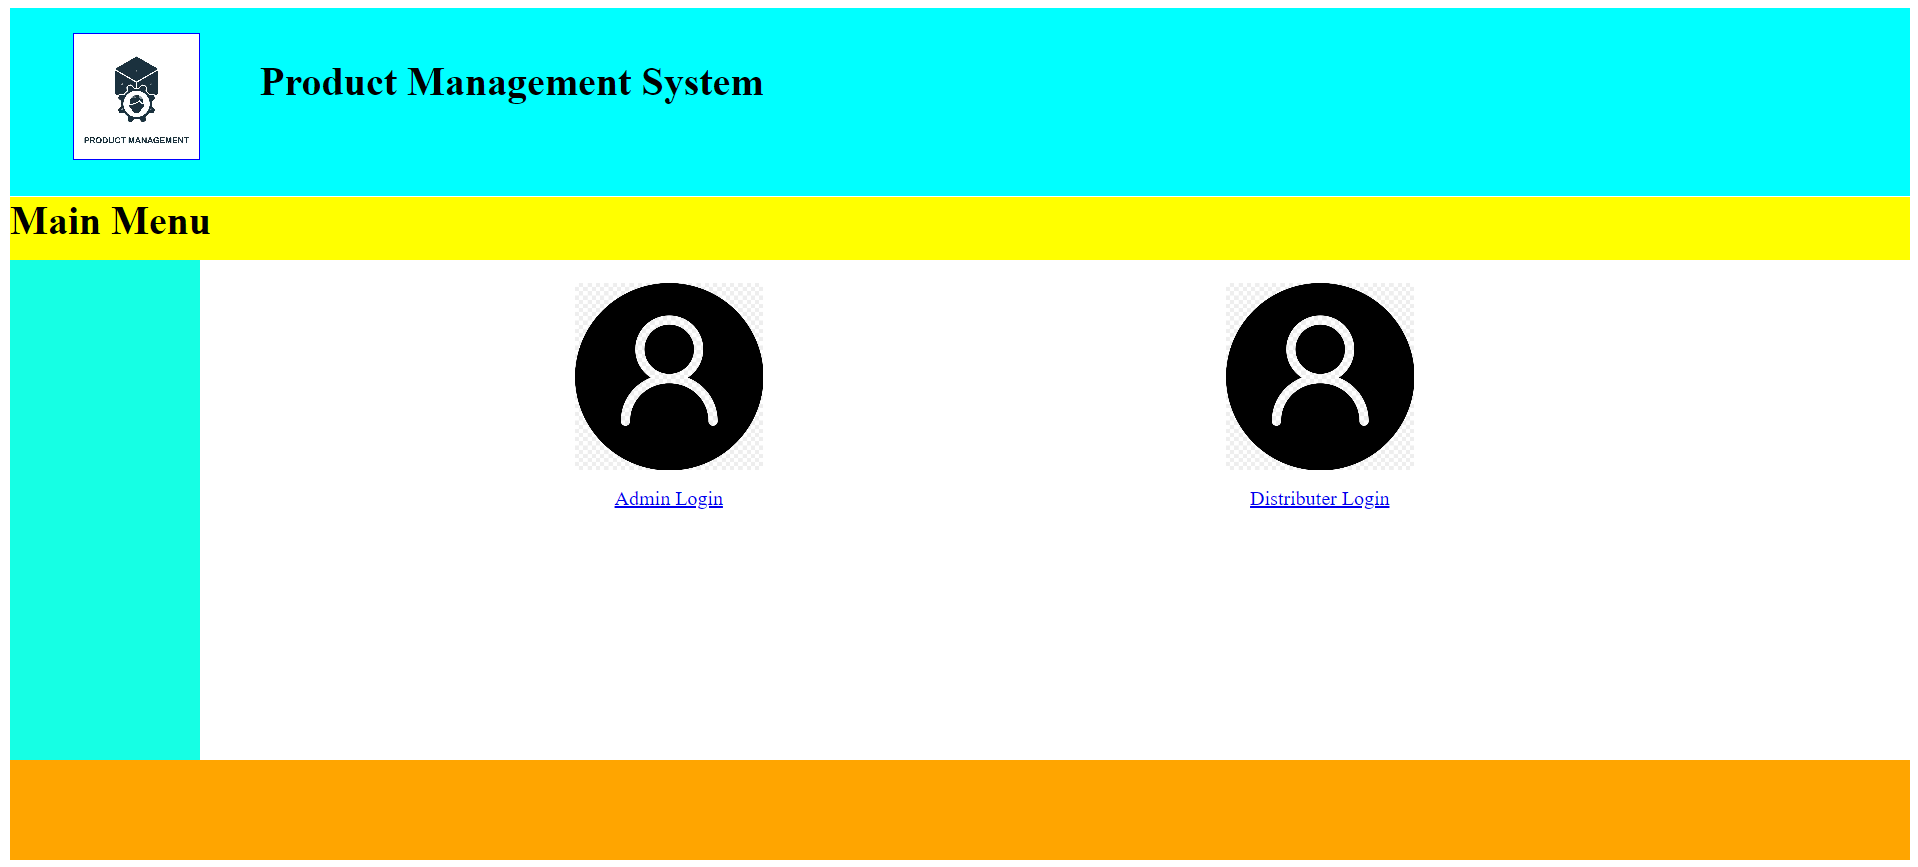 Product Management System
PRODUCT MANAGEMENT
Main Menu
Admin Login
Distributer Login